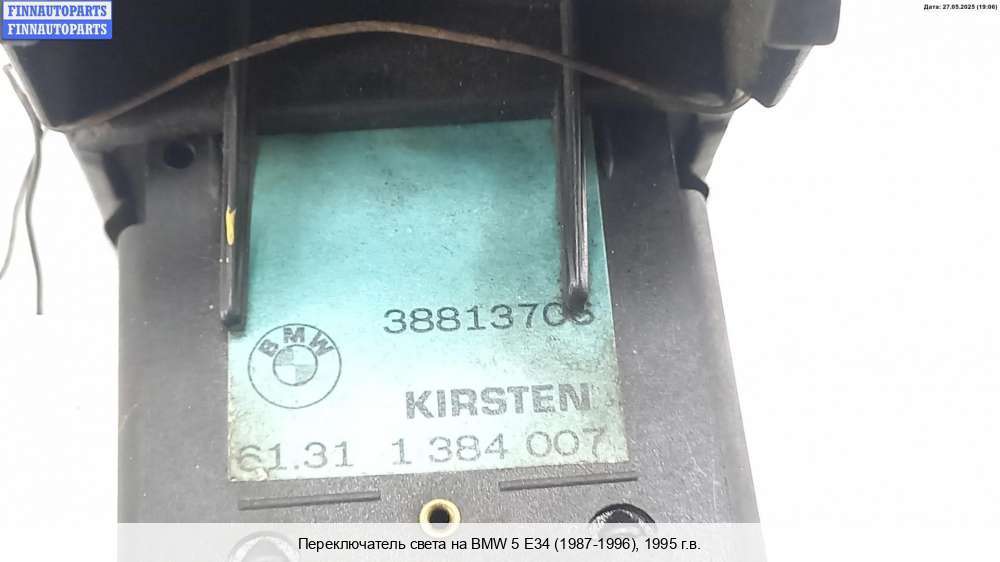 FINNAUTOPARTS
FINNAUTOPARTS
Дата: 27.05.2025 (19:06)
38813706
BMW
KIRSTEN
61.31 1 384 007
Переключатель света на BMW 5 E34 (1987-1996), 1995 г.в.